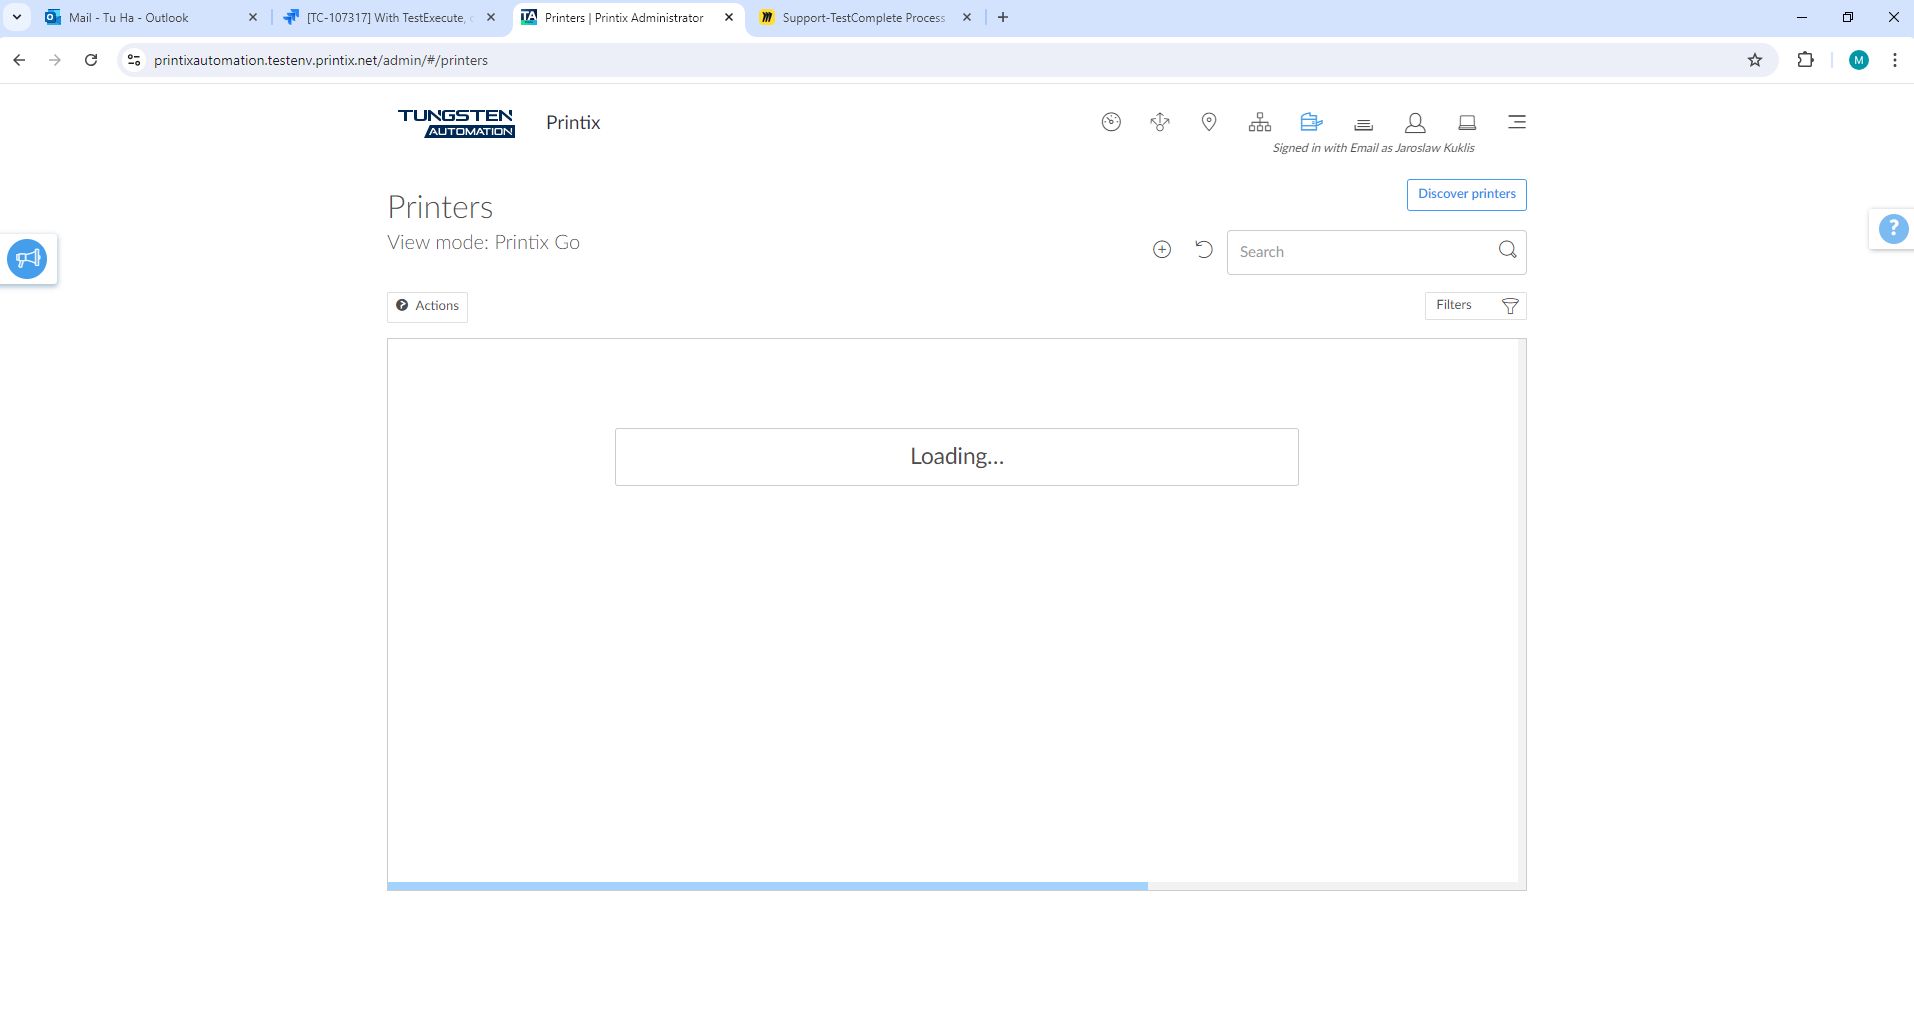 Mail - Tu Ha - Outlook
[TC-107317] With TestExecute, c
Printers | Printix Administrator
Support-TestComplete Process
printixautomation.testenv.printix.net/admin/#/printers
M
TUNGSTEN
AUTOMATION
Printix
Signed in with Email as Jaroslaw Kuklis
Discover printers
Printers
View mode: Printix Go
Search
?
Actions
Filters
Loading...